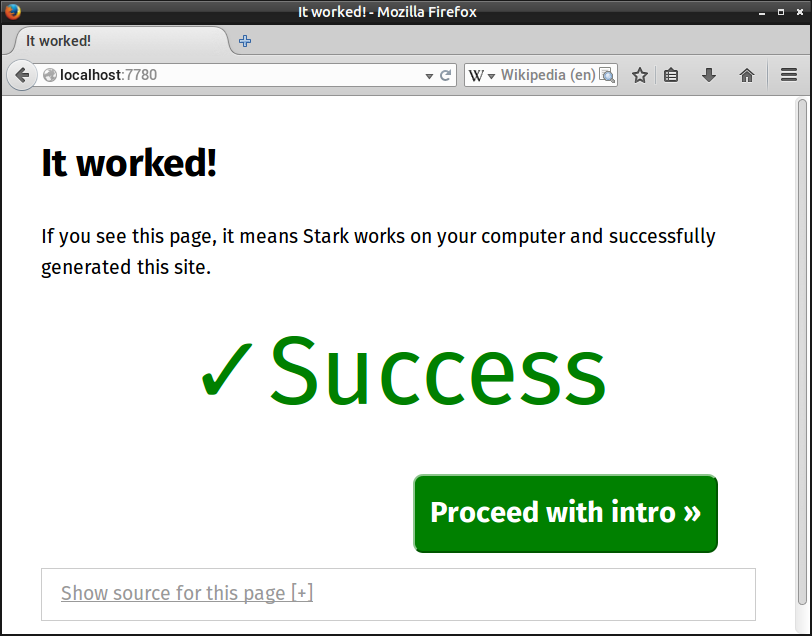 It worked! - Mozilla Firefox
It worked!
localhost:7780
W Wikipedia (en)
It worked!
If you see this page, it means Stark works on your computer and successfully
generated this site.
✓Success
Proceed with intro »
Show source for this page [+]